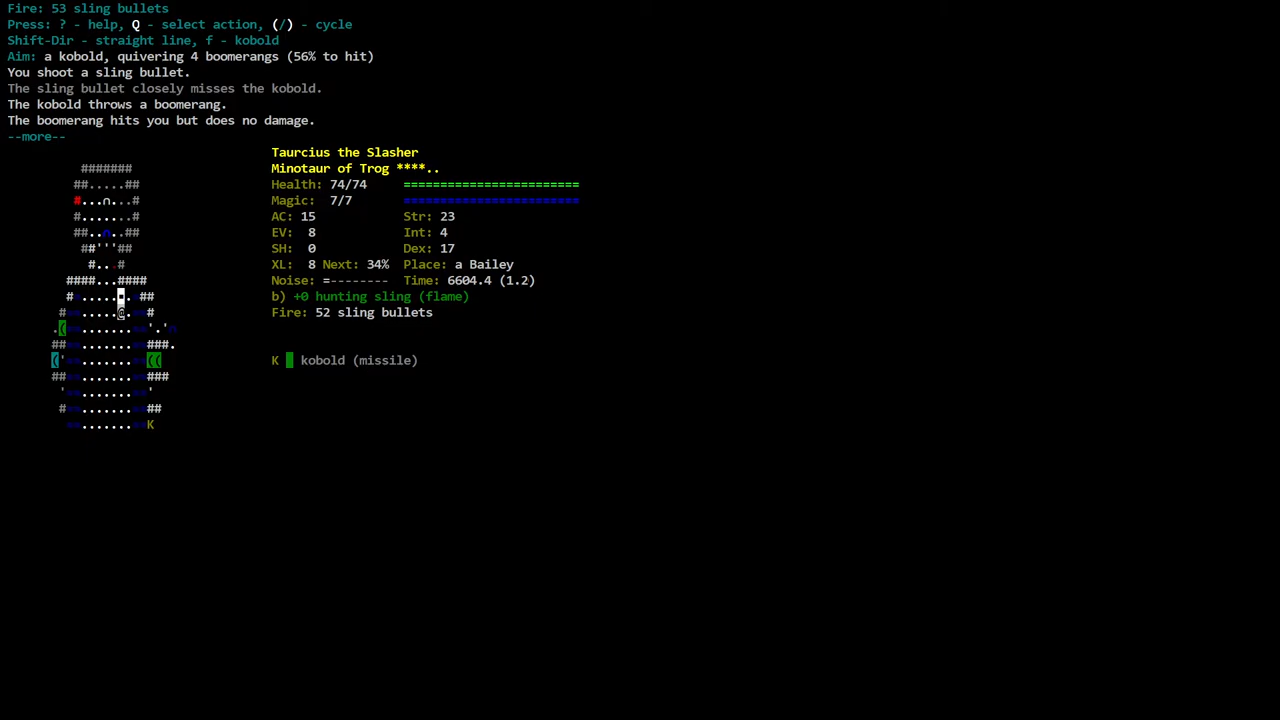 Fire: 53 sling bullets
Press: ? - help, Q - select action, (/) - cycle
Shift-Dir - straight line, f - kobold
Aim: a kobold, quivering 4 boomerangs (56% to hit)
You shoot a sling bullet.
The sling bullet closely misses the kobold.
The kobold throws a boomerang.
The boomerang hits you but does no damage.
--more--
Taurcius the Slasher
####### Minotaur of Trog ****..
##.....## Health: 74/74 ========================
#...∩...# Magic: 7/7 ========================
#.......# AC: 15 Str: 23
##..∩..## EV: 8 Int: 4
##'''## SH: 0 Dex: 17
#...# XL: 8 Next: 34% Place: a Bailey
####...#### Noise: =-------- Time: 6604.4 (1.2)
#≈.....▪.≈## b) +0 hunting sling (flame)
#≈≈.....@.≈≈# Fire: 52 sling bullets
.(≈≈.......≈≈'.'∩
##≈≈.......≈≈###.
('≈≈.......≈≈(( K kobold (missile)
##≈≈.......≈≈###
'≈≈.......≈≈'
#≈≈.......≈≈##
≈≈.......≈≈K